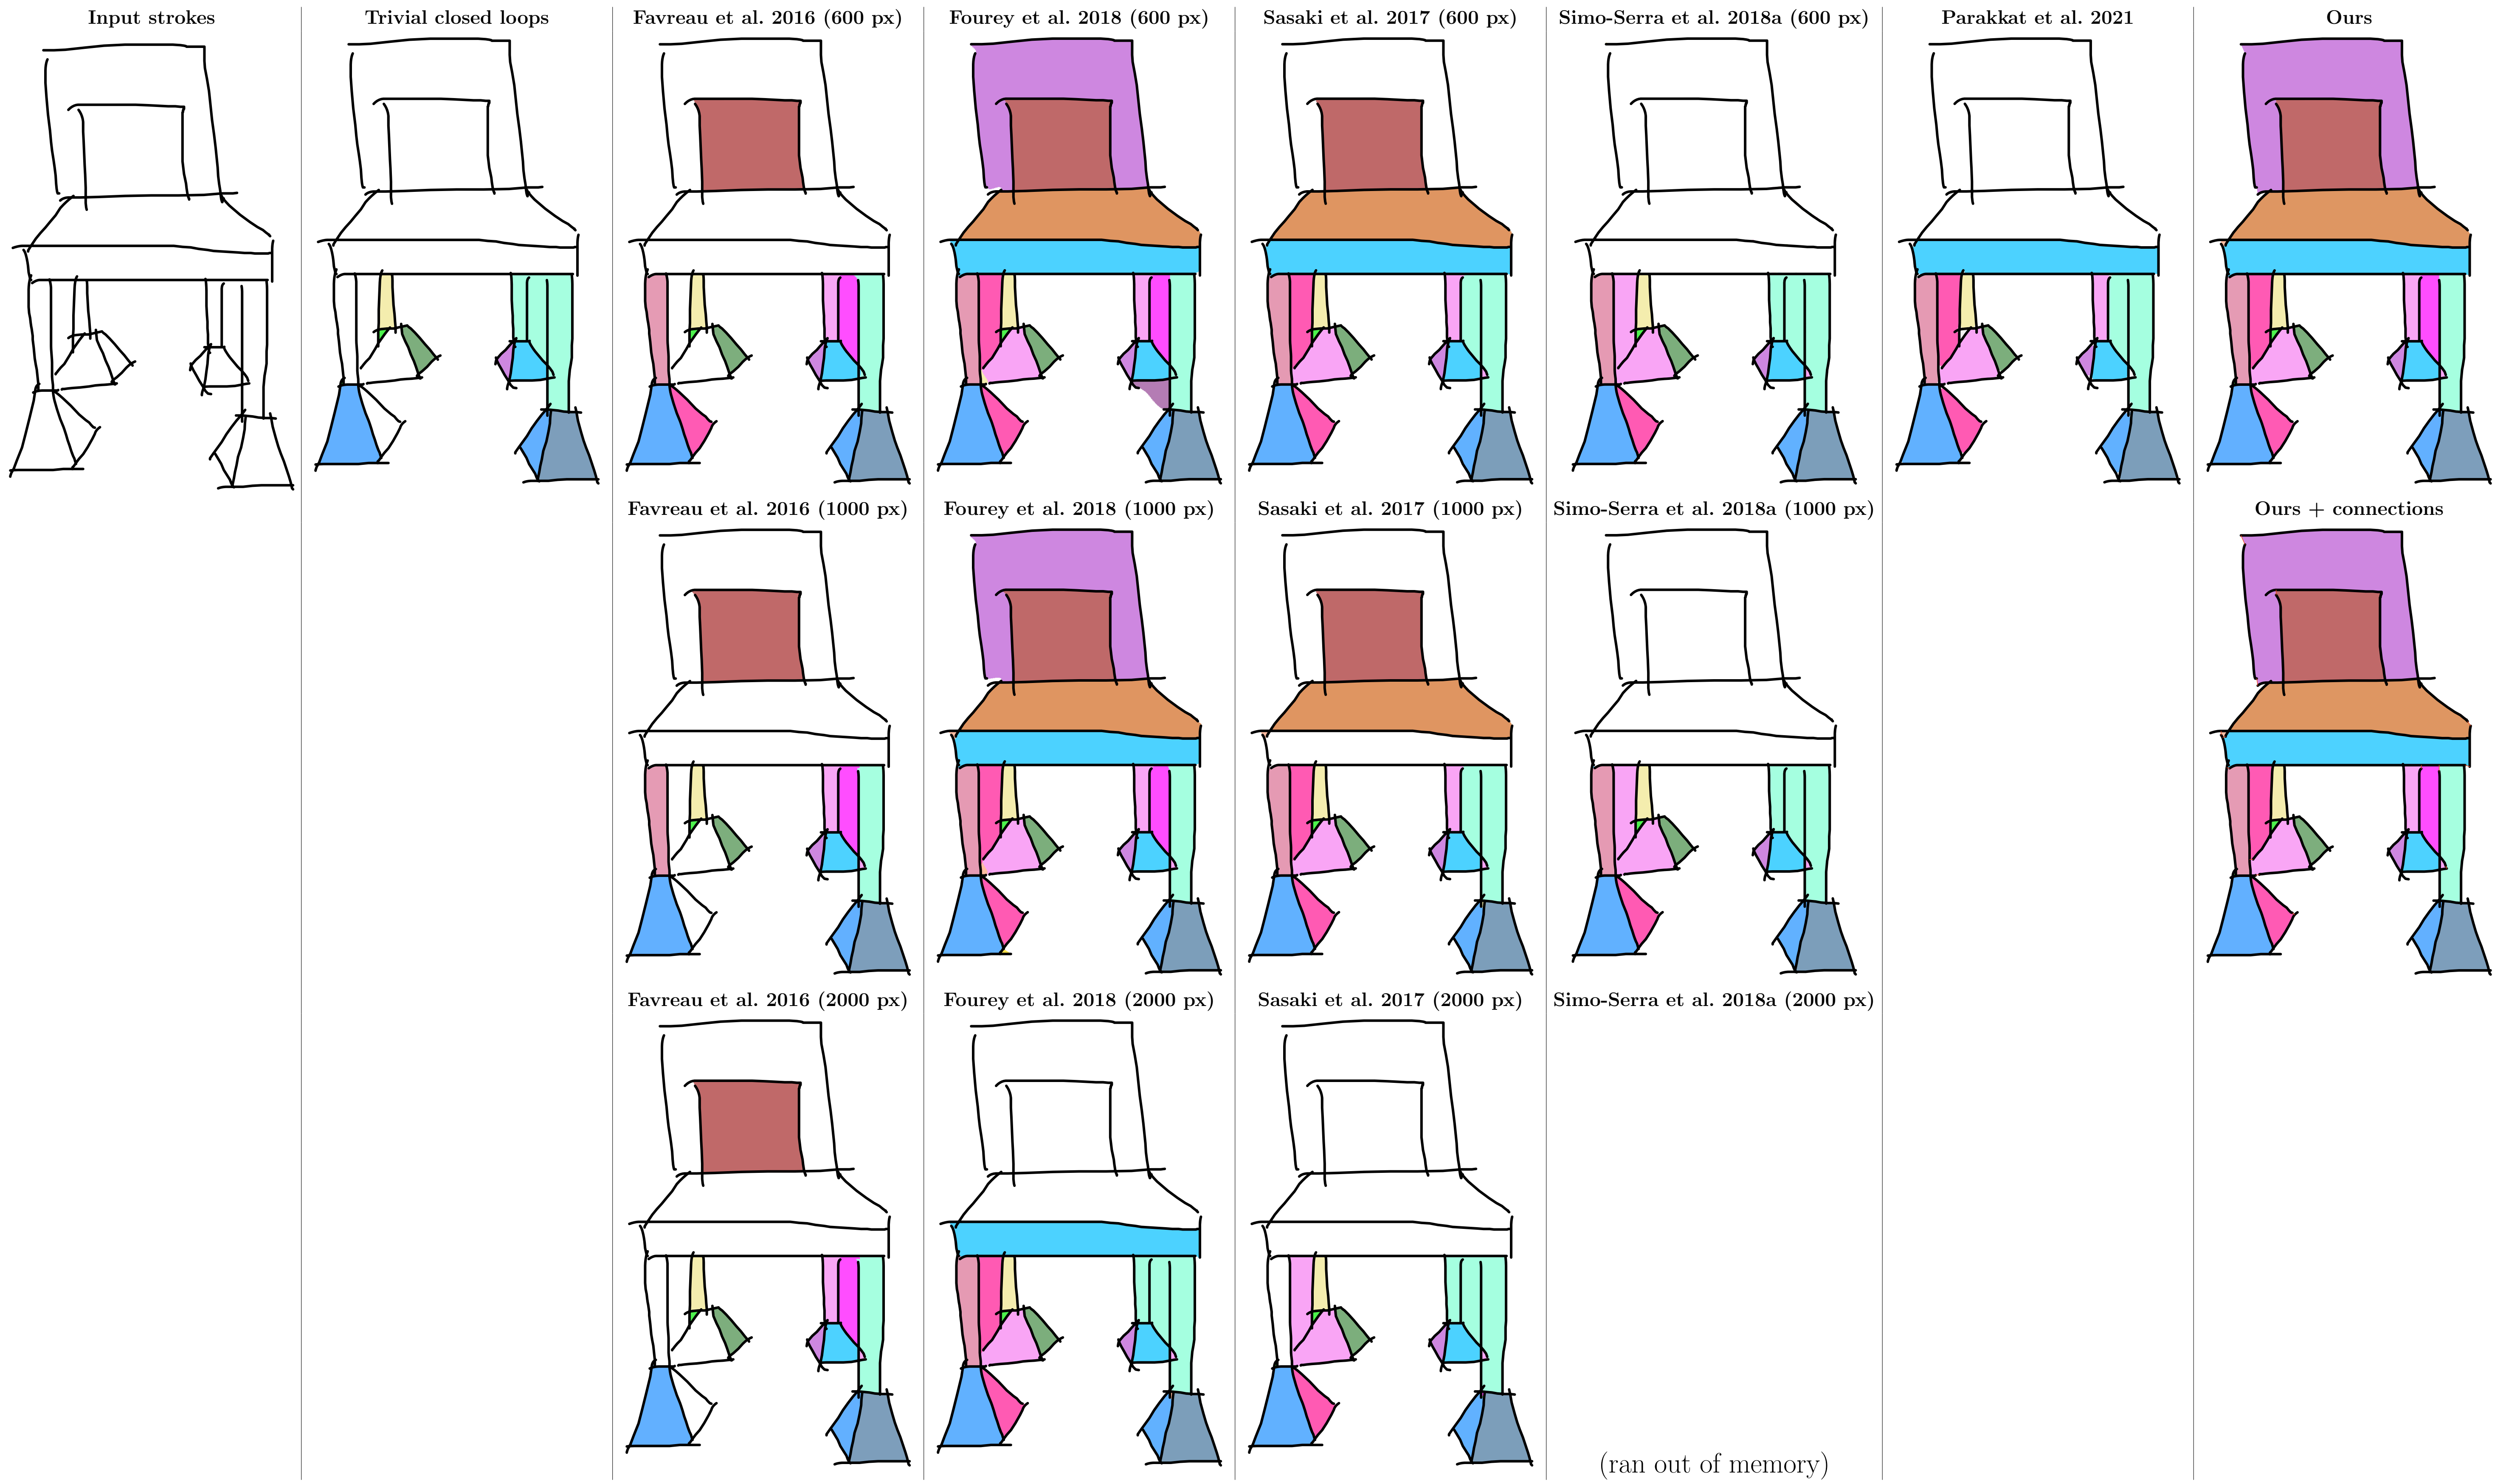 Input strokes
Trivial closed loops
Favreau et al. 2016 (600 px)
Fourey et al. 2018 (600 px)
Sasaki et al. 2017 (600 px)
Simo-Serra et al. 2018a (600 px)
Parakkat et al. 2021
Ours
Favreau et al. 2016 (1000 px)
Fourey et al. 2018 (1000 px)
Sasaki et al. 2017 (1000 px)
Simo-Serra et al. 2018a (1000 px)
Ours + connections
Favreau et al. 2016 (2000 px)
Fourey et al. 2018 (2000 px)
Sasaki et al. 2017 (2000 px)
Simo-Serra et al. 2018a (2000 px)
(ran out of memory)